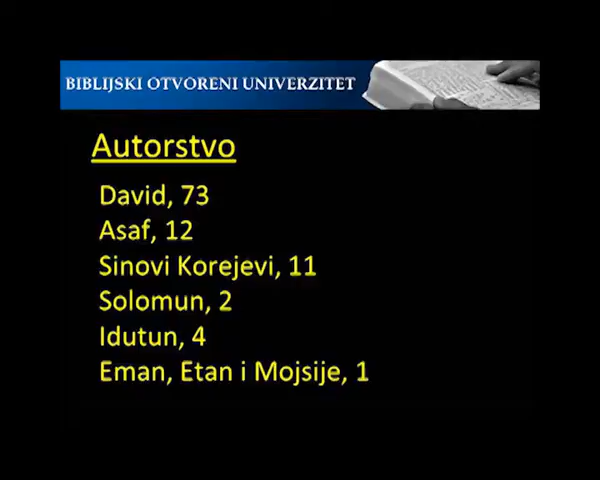 BIBLIJSKI OTVORENI UNIVERZITET
Autorstvo
David, 73
Asaf, 12
Sinovi Korejevi, 11
Solomun, 2
Idutun, 4
Eman, Etan i Mojsije, 1